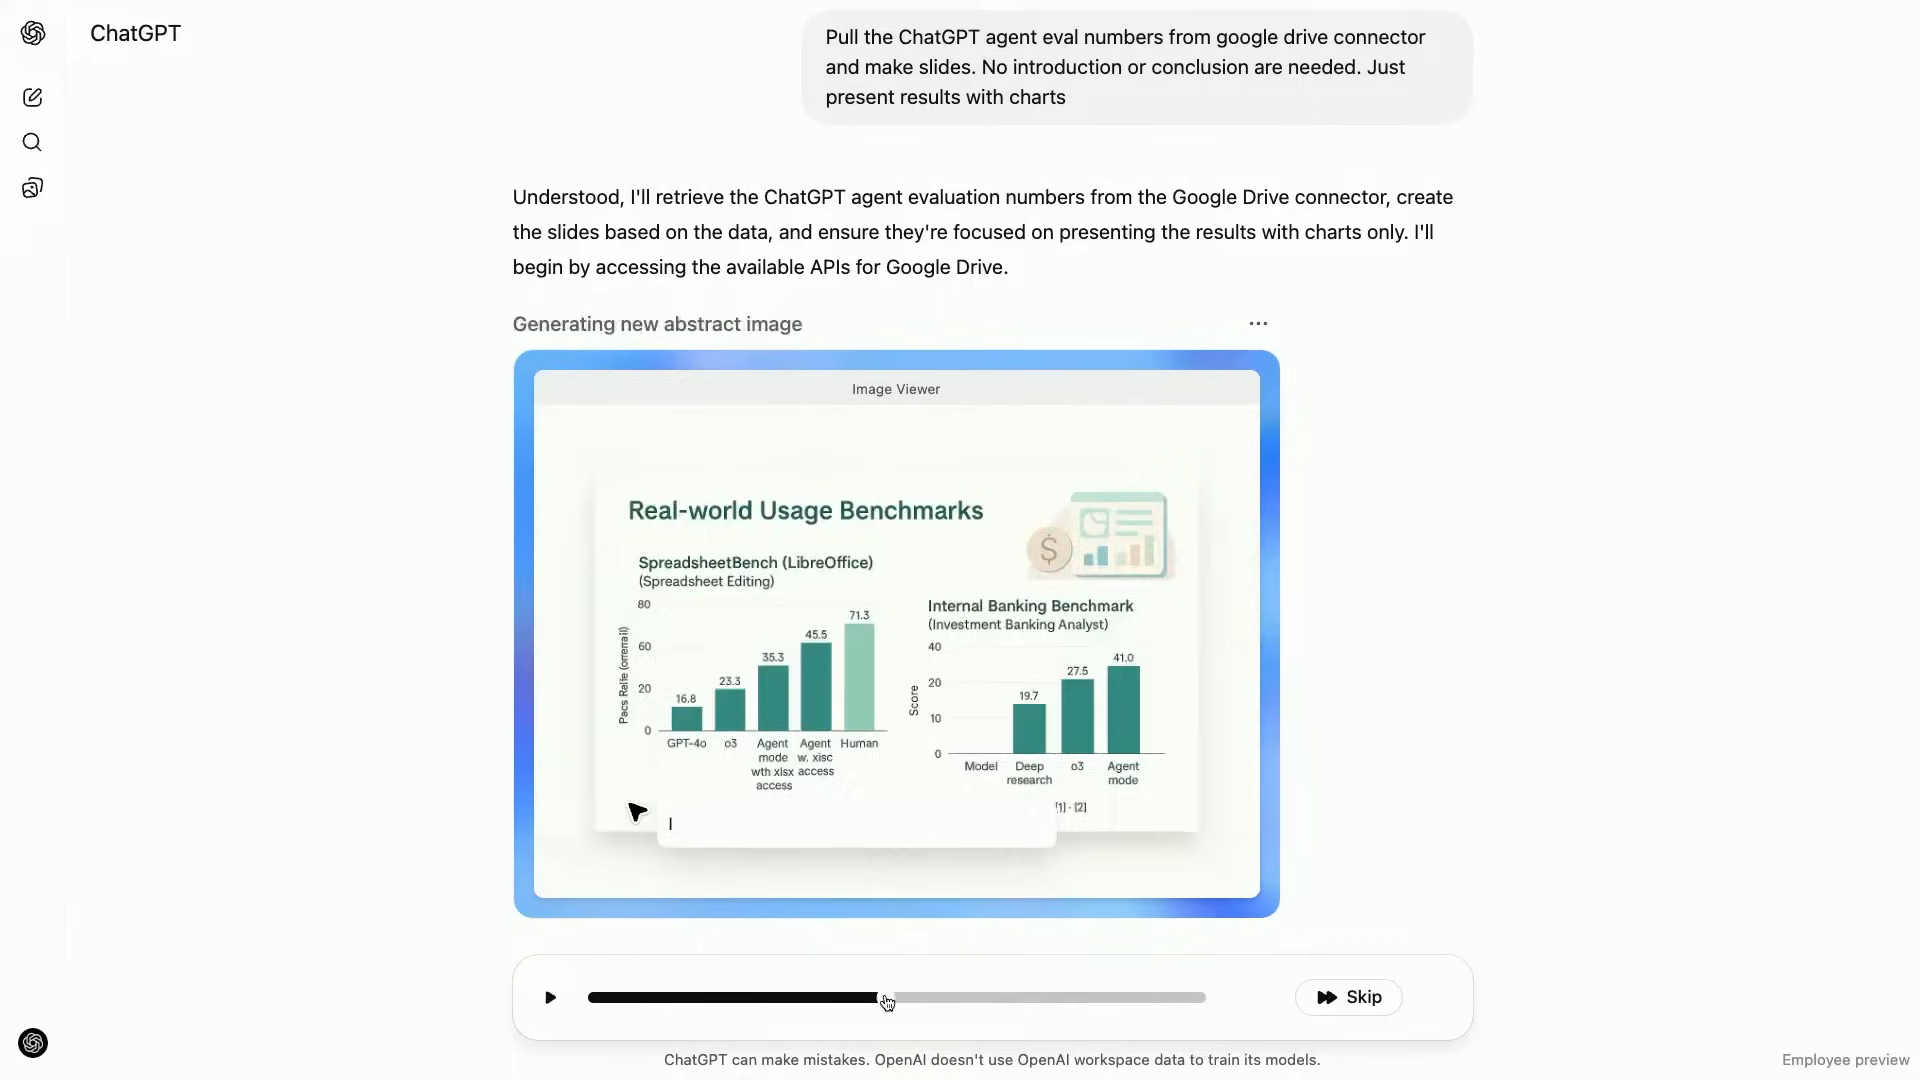 ChatGPT
Pull the ChatGPT agent eval numbers from google drive connector
and make slides. No introduction or conclusion are needed. Just
present results with charts
Understood, I'll retrieve the ChatGPT agent evaluation numbers from the Google Drive connector, create
the slides based on the data, and ensure they're focused on presenting the results with charts only. I'll
begin by accessing the available APIs for Google Drive.
Generating new abstract image
Image Viewer
Real-world Usage Benchmarks
SpreadsheetBench (LibreOffice)
(Spreadsheet Editing)
80
60
20
0
16.8
23.3
35.3
45.5
71.3
GPT-4o
o3
Agent
mode
wth xisx
access
Agent
w. xisc
access
Human
$
Internal Banking Benchmark
(Investment Banking Analyst)
Score
40
20
10
0
19.7
27.5
41.0
Model
Deep
research
o3
Agent
mode
[1] · [2]
Skip
ChatGPT can make mistakes. OpenAI doesn't use OpenAI workspace data to train its models.
Employee preview